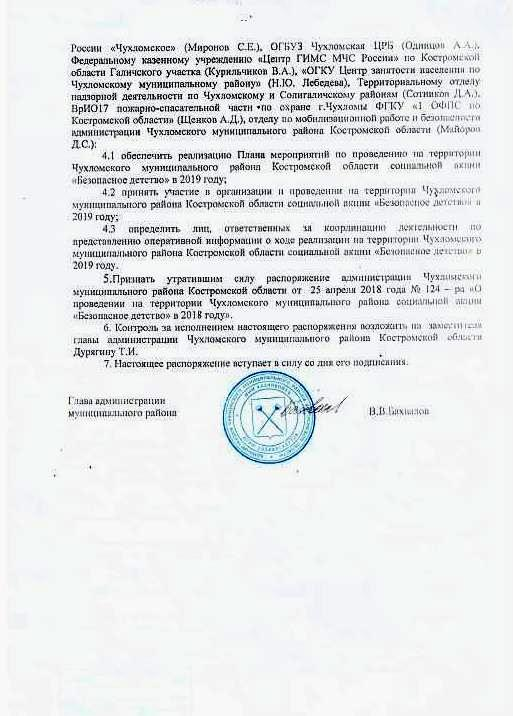 России «Чухломское» (Миронов С.Е.), ОГБУЗ Чухломская ЦРБ (Одинцов А.А.),
Федеральному казенному учреждению «Центр ГИМС МЧС России» по Костромской
области Галичского участка (Курильчиков В.А.), «ОГКУ Центр занятости населения по
Чухломскому муниципальному району» (Н.Ю. Лебедева), Территориальному отделу
надзорной деятельности по Чухломскому и Солигаличскому районам (Сотников Д.А.),
ВрИО17 пожарно-спасательной части по охране г.Чухломы ФГКУ «1 ОФПС по
Костромской области» (Щенков А.Д.), отделу по мобилизационной работе и безопасности
администрации Чухломского муниципального района Костромской области (Майоров
Д.С.):
4.1 обеспечить реализацию Плана мероприятий по проведению на территории
Чухломского муниципального района Костромской области социальной акции
«Безопасное детство» в 2019 году;
4.2 принять участие в организации и проведении на территории Чухломского
муниципального района Костромской области социальной акции «Безопасное детство» в
2019 году;
4.3 определить лиц, ответственных за координацию деятельности по
представлению оперативной информации о ходе реализации на территории Чухломского
муниципального района Костромской области социальной акции «Безопасное детство» в
2019 году.
5.Признать утратившим силу распоряжение администрации Чухломского
муниципального района Костромской области от 25 апреля 2018 года № 124 – ра «О
проведении на территории Чухломского муниципального района социальной акции
«Безопасное детство» в 2018 году».
6. Контроль за исполнением настоящего распоряжения возложить на заместителя
главы администрации Чухломского муниципального района Костромской области
Дурягину Т.И.
7. Настоящее распоряжение вступает в силу со дня его подписания.
Глава администрации
муниципального района В.В.Бахвалов